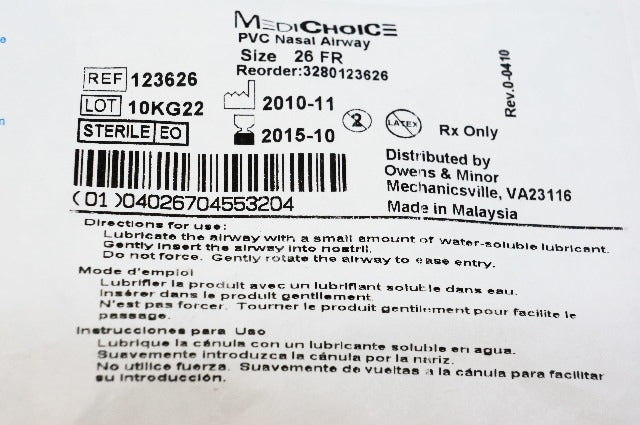 e
n
MEDICHOICE
PVC Nasal Airway
Size 26 FR
Reorder:3280123626
Rev.0-0410
REF 123626
LOT 10KG22
STERILE EO
2010-11
2015-10
2
LATEX
Rx Only
Distributed by
Owens & Minor
Mechanicsville, VA23116
Made in Malaysia
(01)04026704553204
Directions for use:
Lubricate the airway with a small amount of water-soluble lubricant.
Gently insert the airway into nostril.
Do not force. Gently rotate the airway to ease entry.
Mode d'emploi
Lubrifier la produit avec un lubrifiant soluble dans eau.
Insérer dans le produit gentilement.
N'est pas forcer. Tourner le produit gentilement pour facilite le
passage.
Instrucciones para Uso
Lubrique la cánula con un lubricante soluble en agua.
Suavemente introduzca la cánula por la nariz.
No utilice fuerza. Suavemente de vueltas a la cánula para facilitar
su introducción.